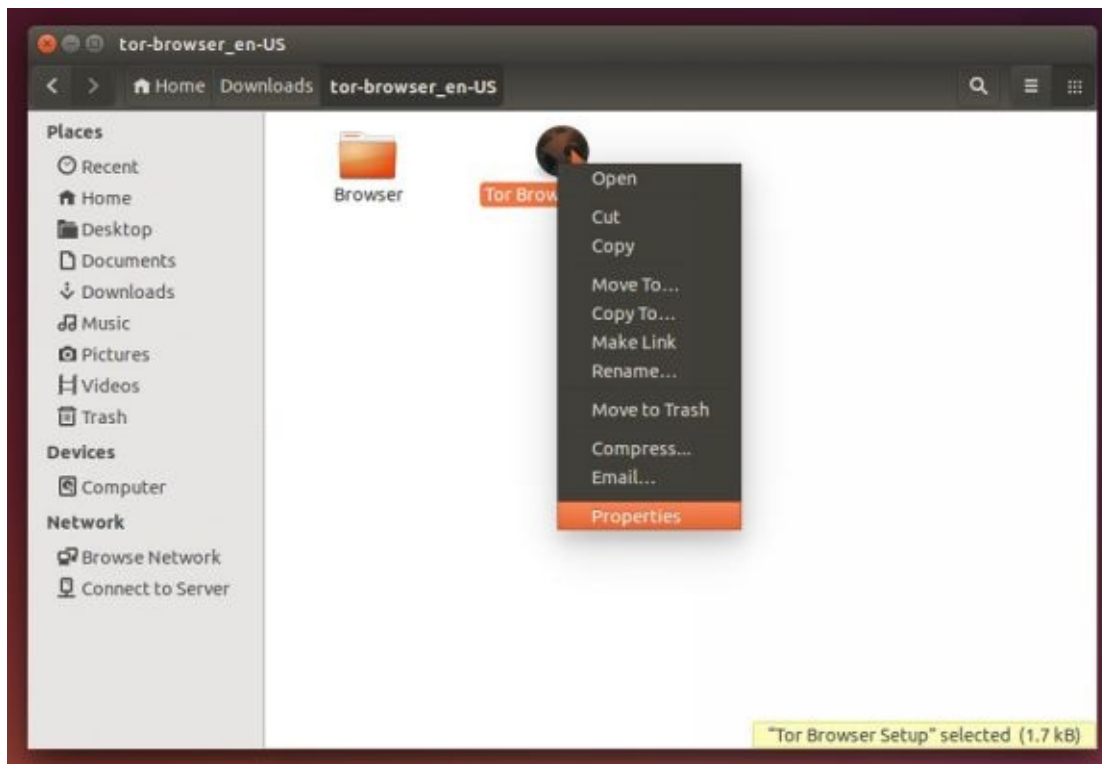 tor-browser_en-US
Home Downloads tor-browser_en-US
Places
Recent
Home
Desktop
Documents
Downloads
Music
Pictures
Videos
Trash
Devices
Computer
Network
Browse Network
Connect to Server
Browser
Tor Brow
Open
Cut
Copy
Move To...
Copy To...
Make Link
Rename...
Move to Trash
Compress...
Email...
Properties
"Tor Browser Setup" selected (1.7 kB)